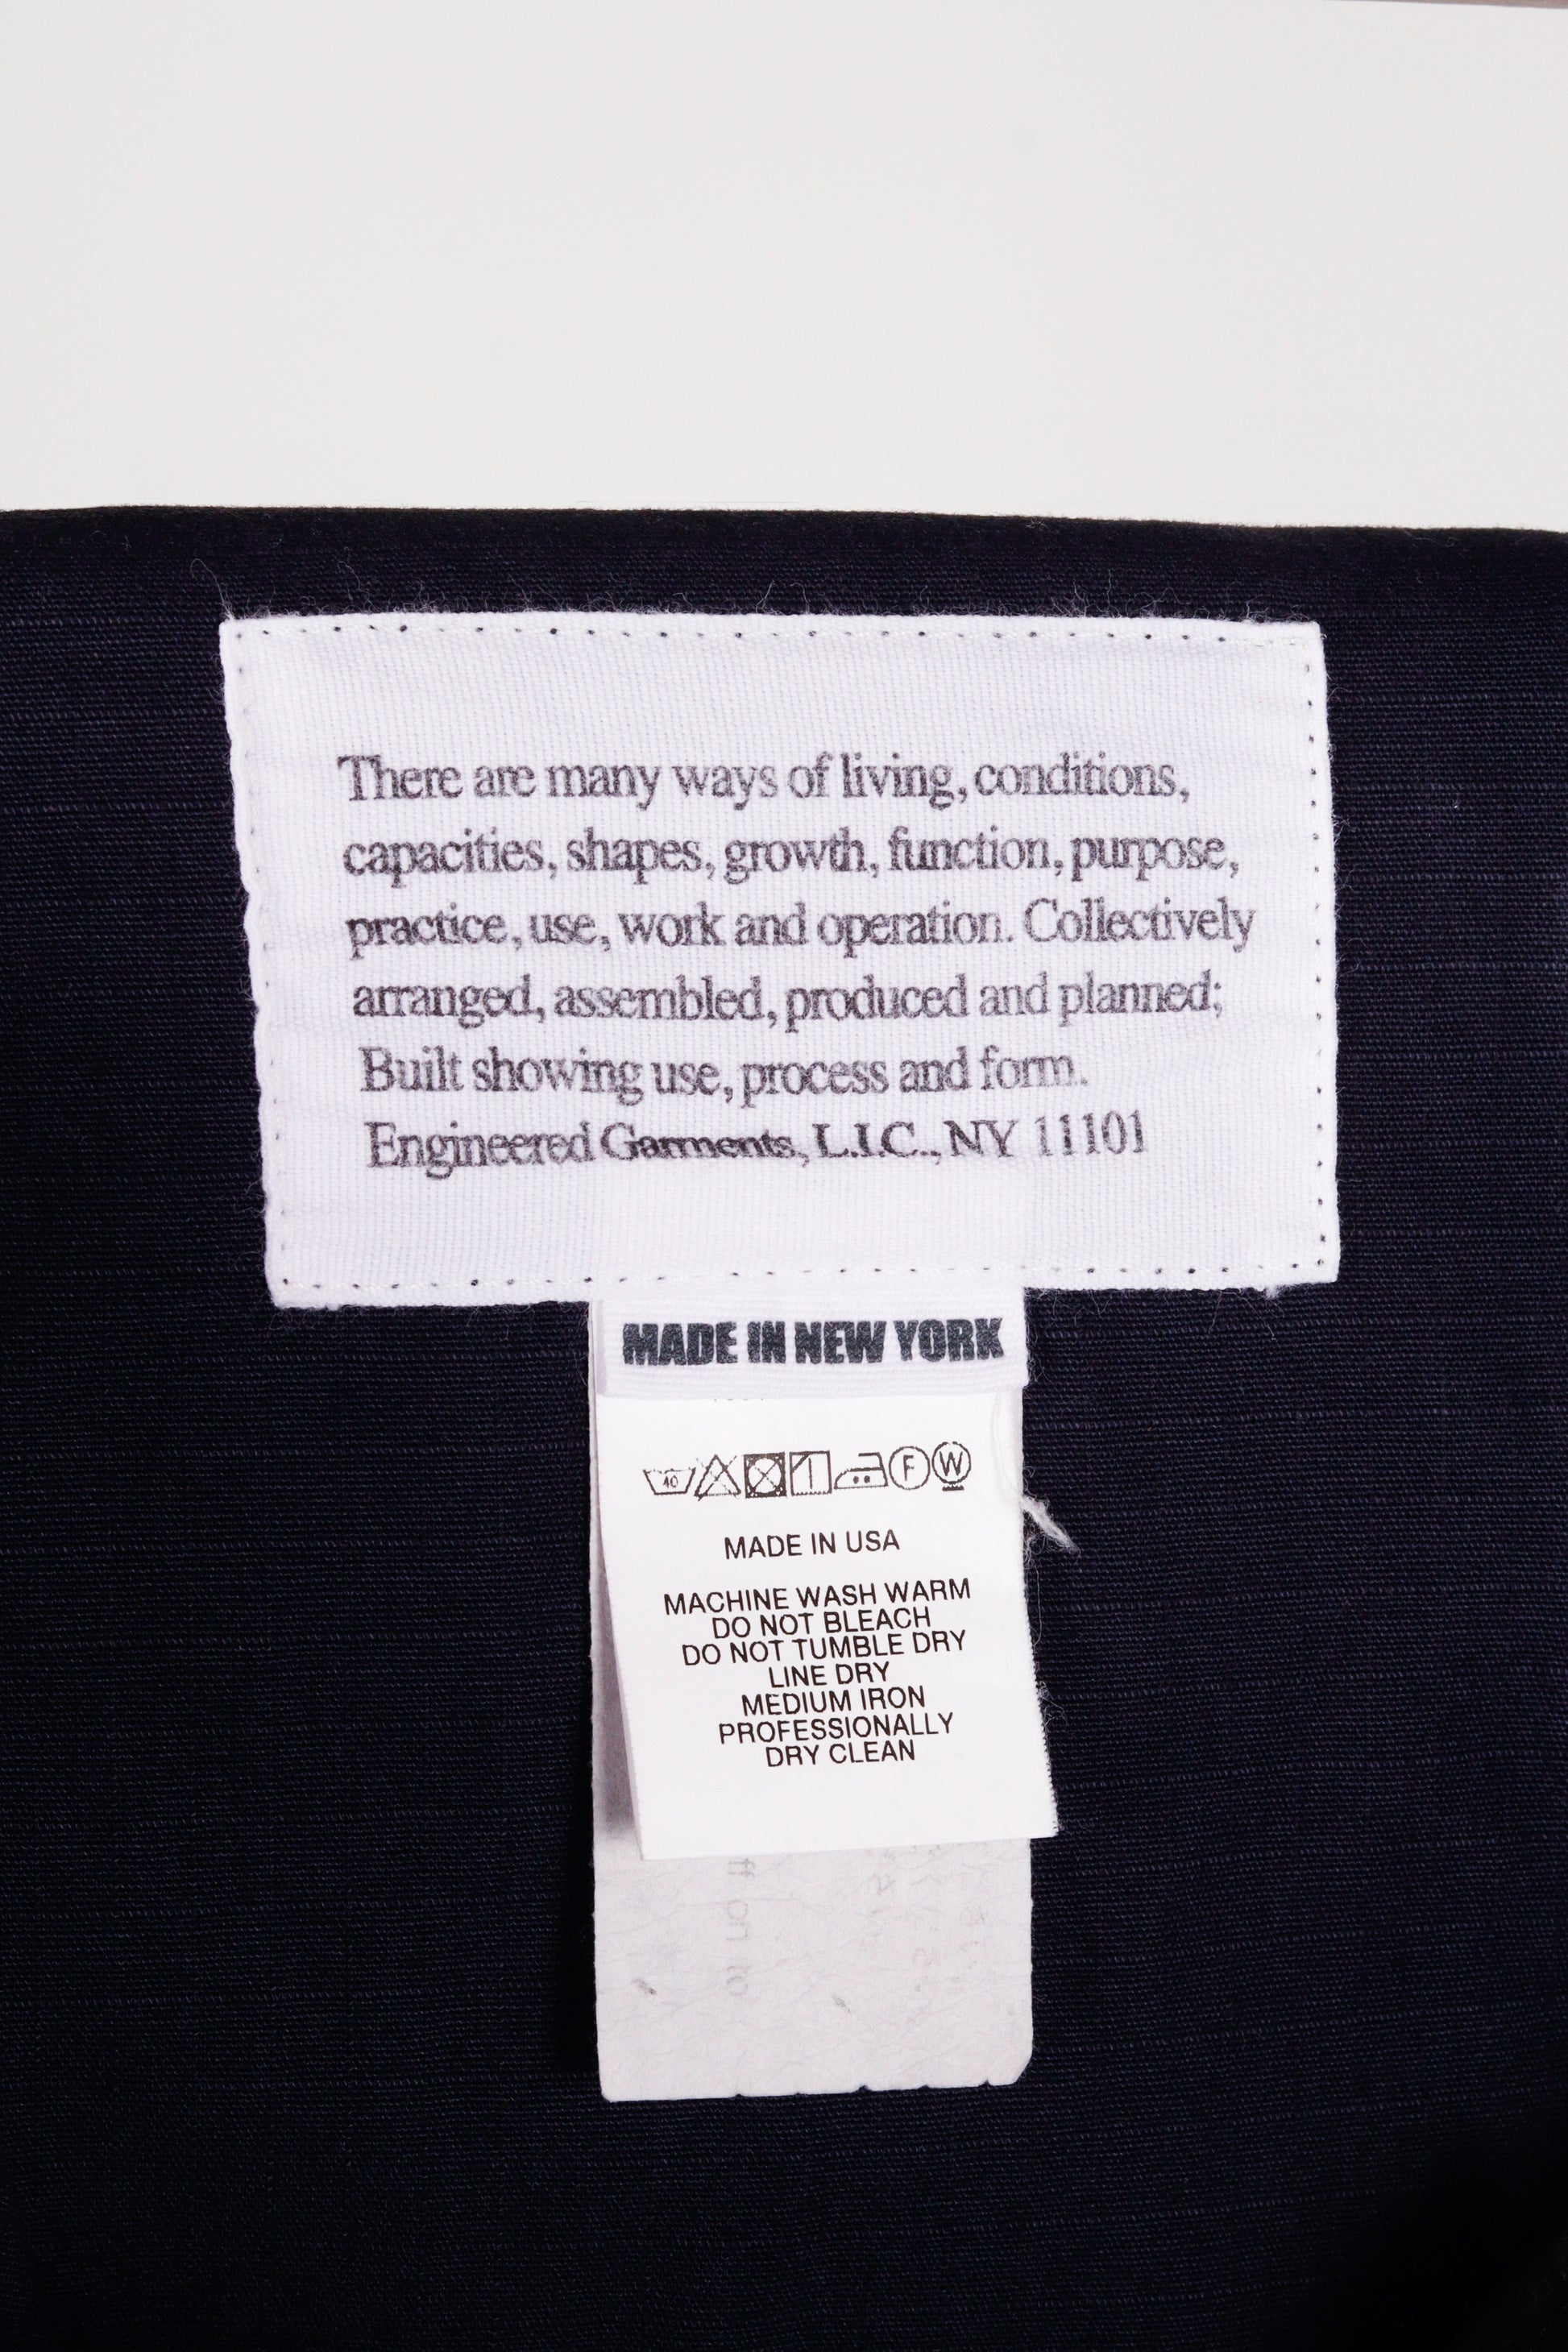 There are many ways of living, conditions,
capacities, shapes, growth, function, purpose,
practice, use, work and operation. Collectively
arranged, assembled, produced and planned;
Built showing use, process and form.
Engineered Garments, L.I.C., NY 11101
MADE IN NEW YORK
40 F W
MADE IN USA
MACHINE WASH WARM
DO NOT BLEACH
DO NOT TUMBLE DRY
LINE DRY
MEDIUM IRON
PROFESSIONALLY
DRY CLEAN